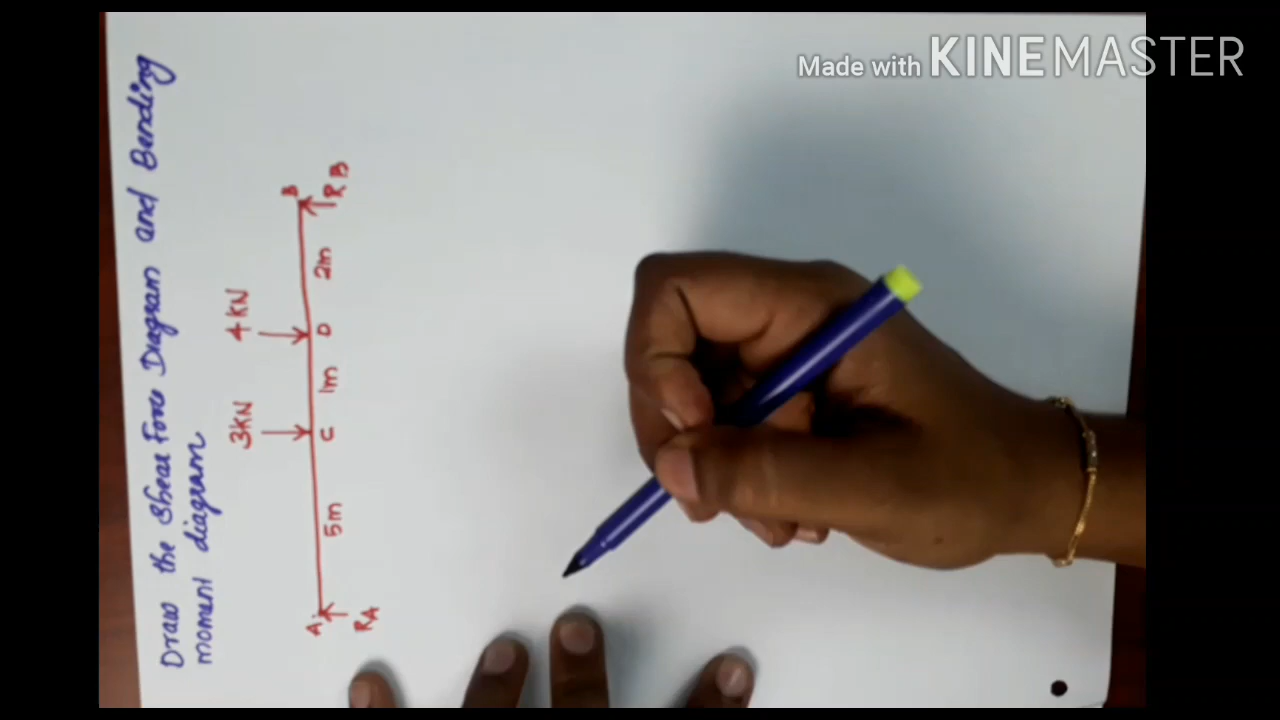 Made with KINEMASTER
Draw the Shear Force Diagram and Bending
moment diagram
3KN 4KN
A B
5m C 1m D 2m
RA RB